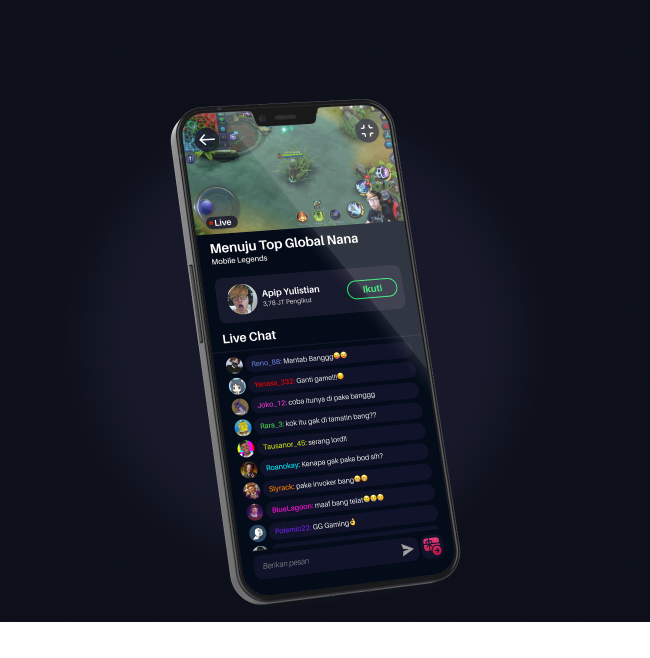 Live
Menuju Top Global Nana
Mobile Legends
Apip Yulistian
3,78 JT Pengikut
Ikuti
Live Chat
Reno_88: Mantab Banggg😂😂
Yanasa_332: Ganti game!!!😂
Joko_12: coba itunya di pake banggg
Rara_3: kok itu gak di tamatin bang??
Tausanor_45: serang lord!!
Roanokay: Kenapa gak pake bod sih?
Slyrack: pake invoker bang😂😂
BlueLagoon: maaf bang telat😂😂😂
Polemic22: GG Gaming👌
Berikan pesan